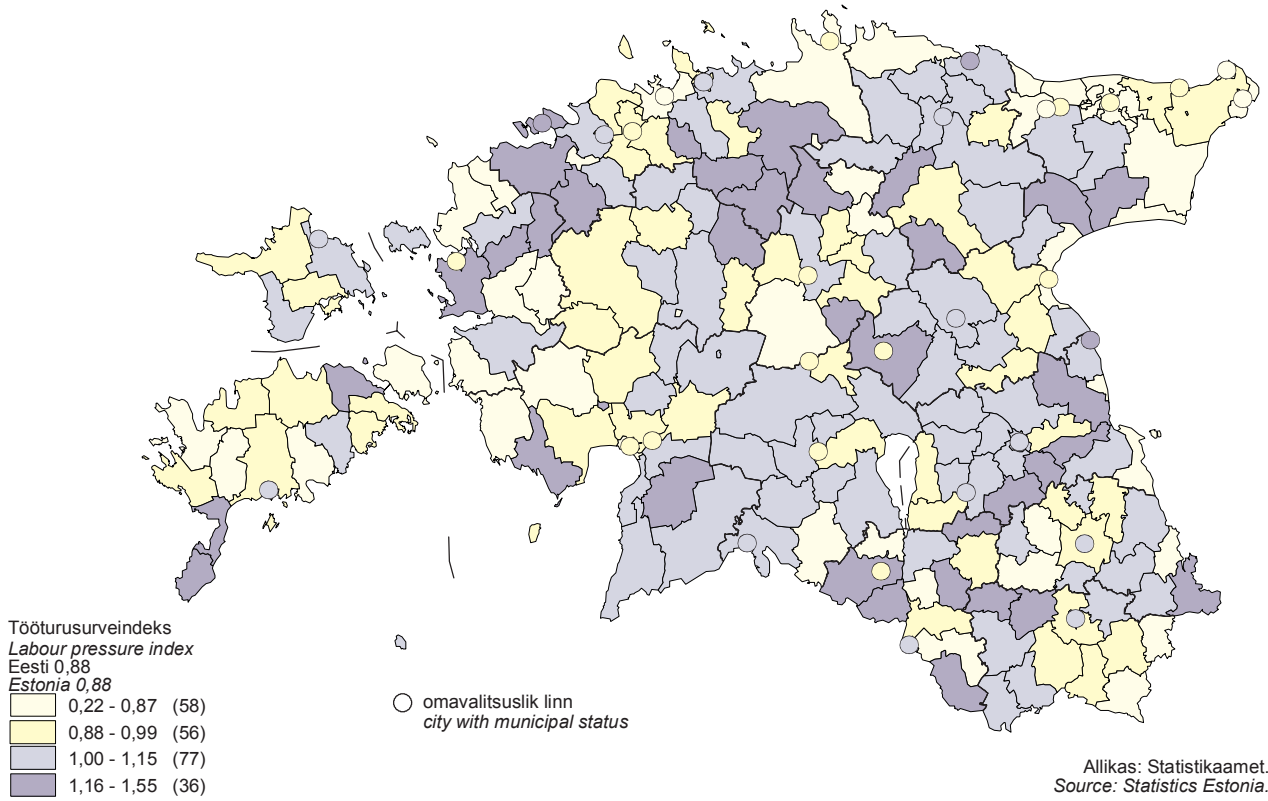 Tööturusurveindeks
Labour pressure index
Eesti 0,88
Estonia 0,88
0,22 - 0,87 (58)
0,88 - 0,99 (56)
1,00 - 1,15 (77)
1,16 - 1,55 (36)
omavalitsuslik linn
city with municipal status
Allikas: Statistikaamet.
Source: Statistics Estonia.